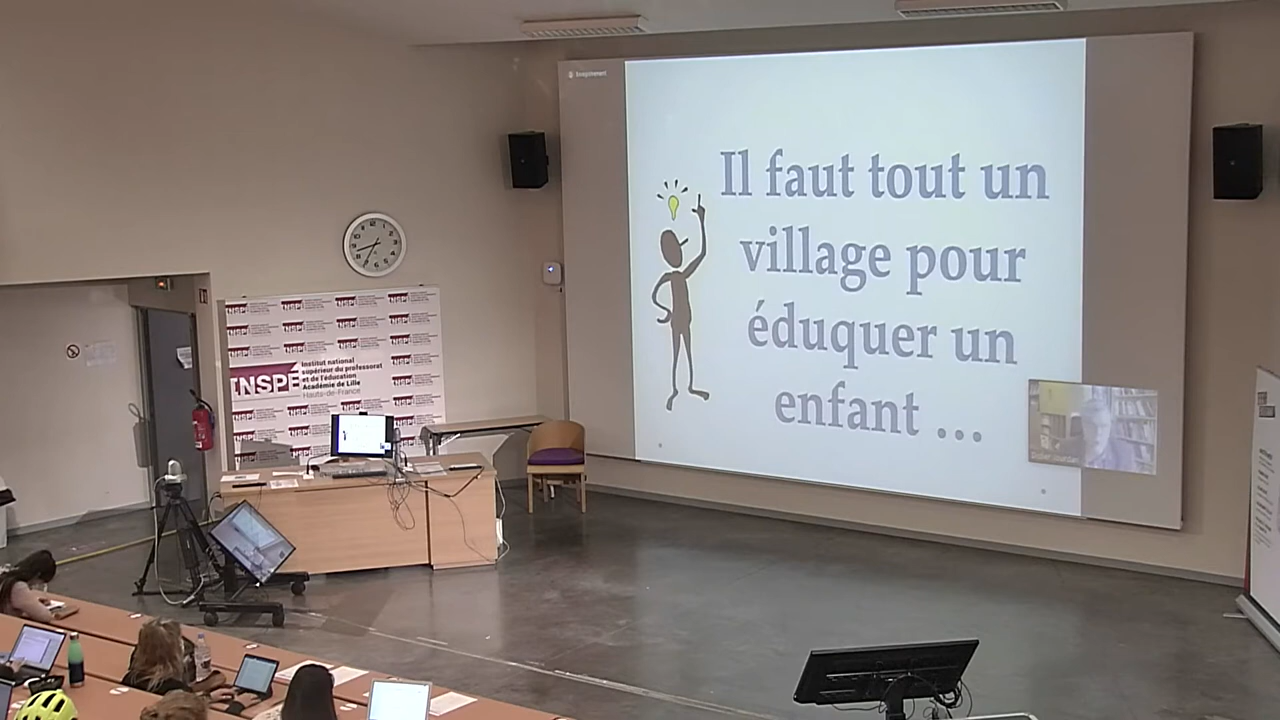 Il faut tout un
village pour
éduquer un
enfant ...
INSPÉ
Institut national
supérieur du professorat
et de l'éducation
Académie de Lille
Hauts-de-France